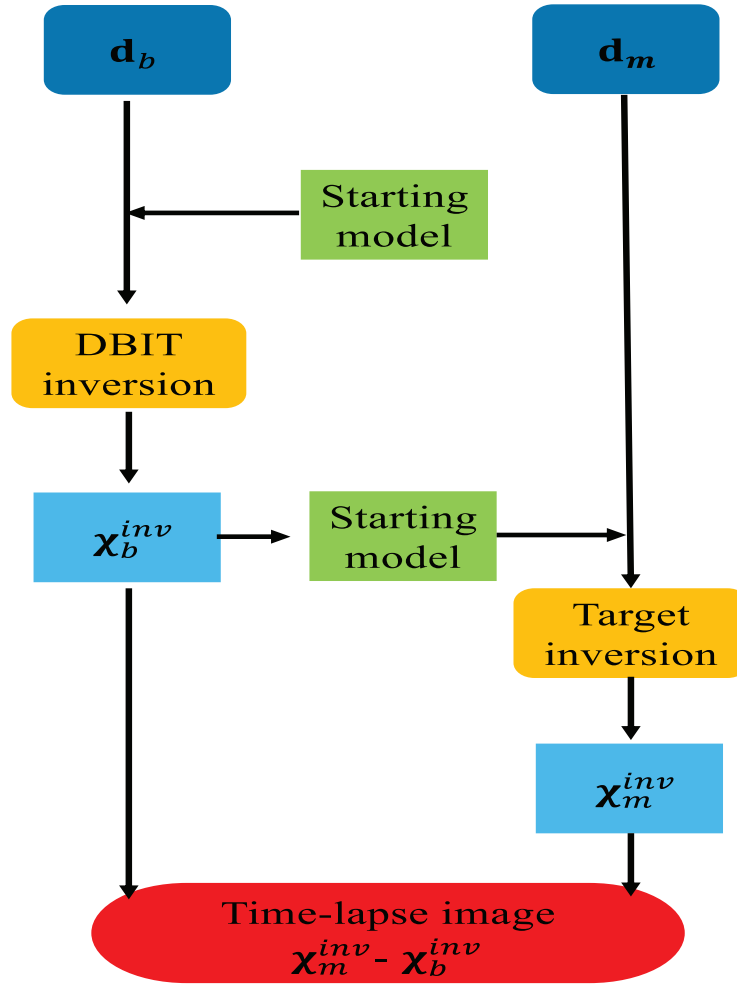 𝐝_b
𝐝_m
Starting
model
DBIT
inversion
χ_b^{inv}
Starting
model
Target
inversion
χ_m^{inv}
Time-lapse image
χ_m^{inv} - χ_b^{inv}